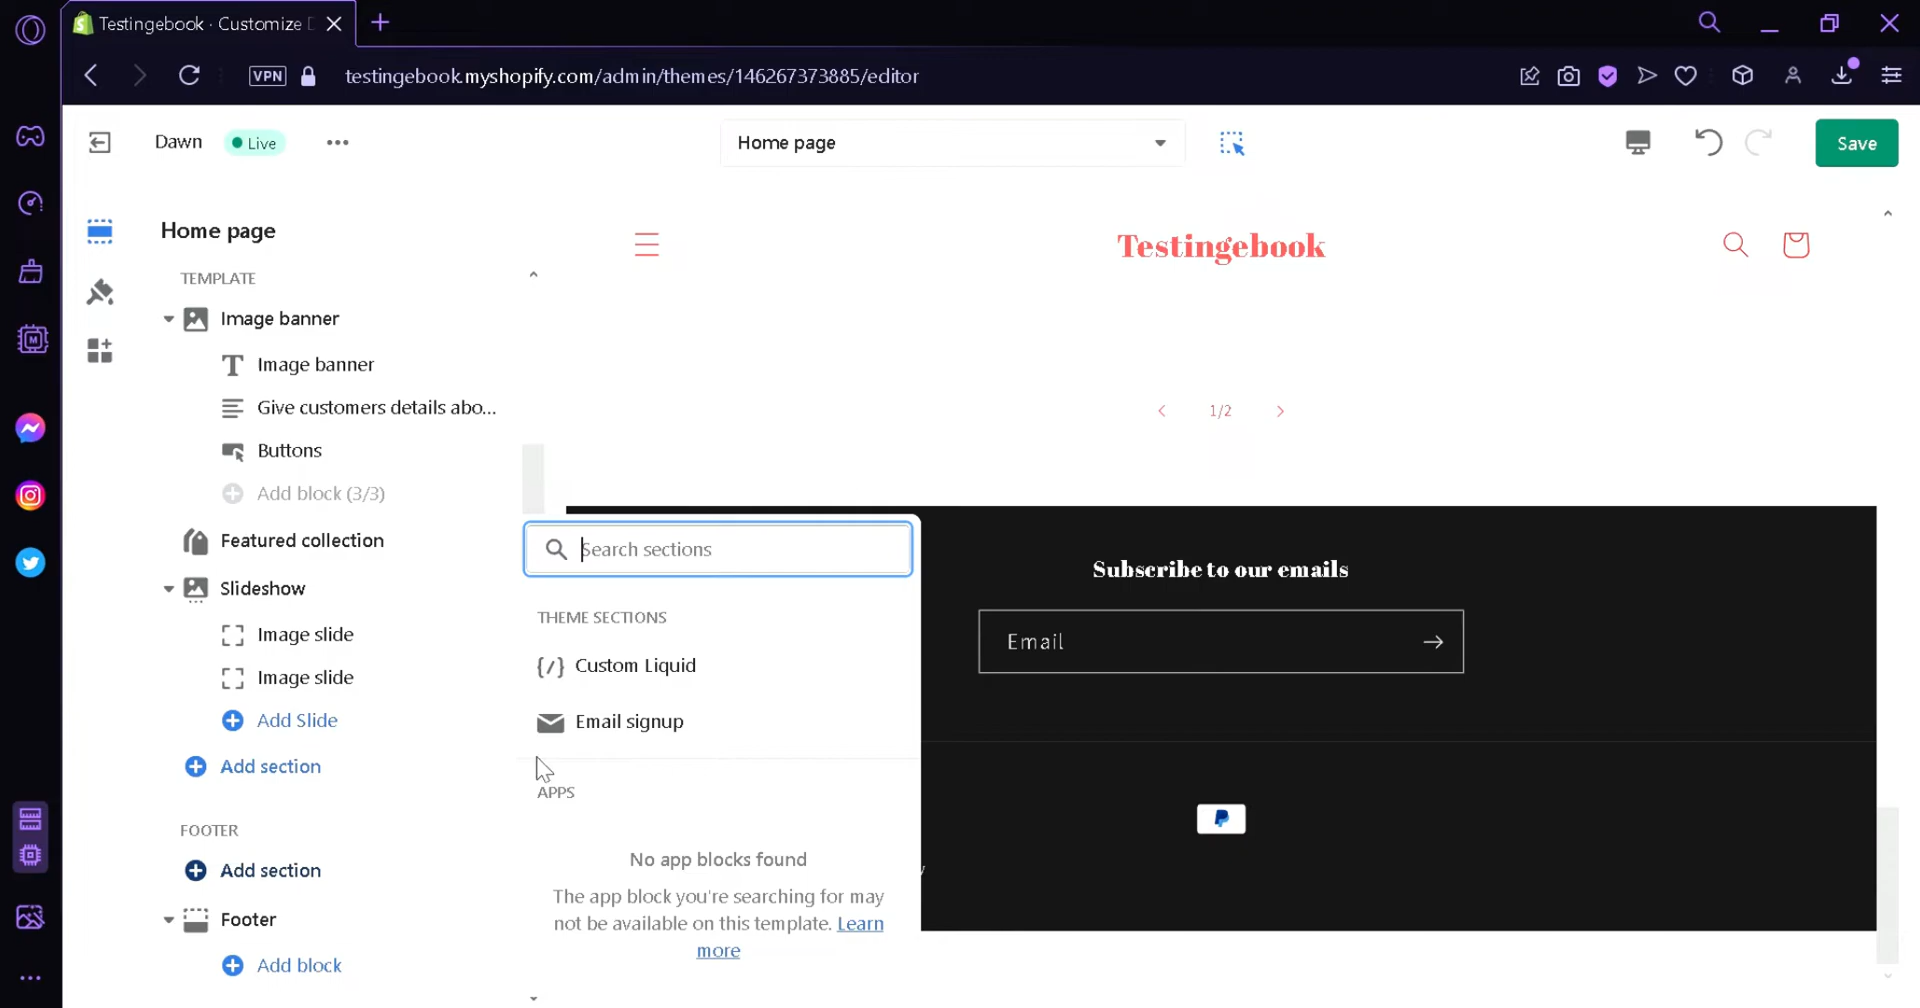 Testingebook · Customize D
VPN
testingebook.myshopify.com/admin/themes/146267373885/editor
Dawn
Live
Home page
Save
Home page
TEMPLATE
Image banner
Image banner
Give customers details abo...
Buttons
Add block (3/3)
Featured collection
Slideshow
Image slide
Image slide
Add Slide
Add section
FOOTER
Add section
Footer
Add block
Search sections
THEME SECTIONS
Custom Liquid
Email signup
APPS
No app blocks found
The app block you're searching for may
not be available on this template. Learn
more
Testingebook
1/2
Subscribe to our emails
Email